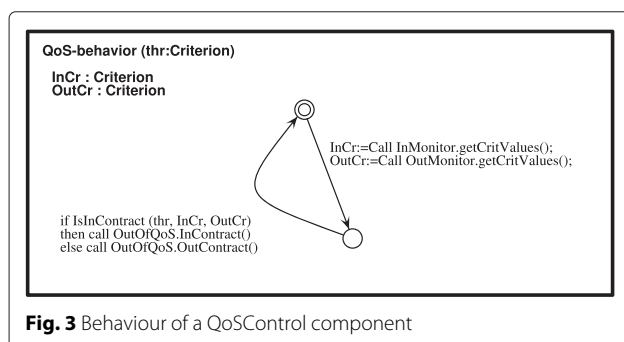 QoS-behavior (thr:Criterion)
InCr : Criterion
OutCr : Criterion
InCr:=Call InMonitor.getCritValues();
OutCr:=Call OutMonitor.getCritValues();
if IsInContract (thr, InCr, OutCr)
then call OutOfQoS.InContract()
else call OutOfQoS.OutContract()
Fig. 3 Behaviour of a QoSControl component